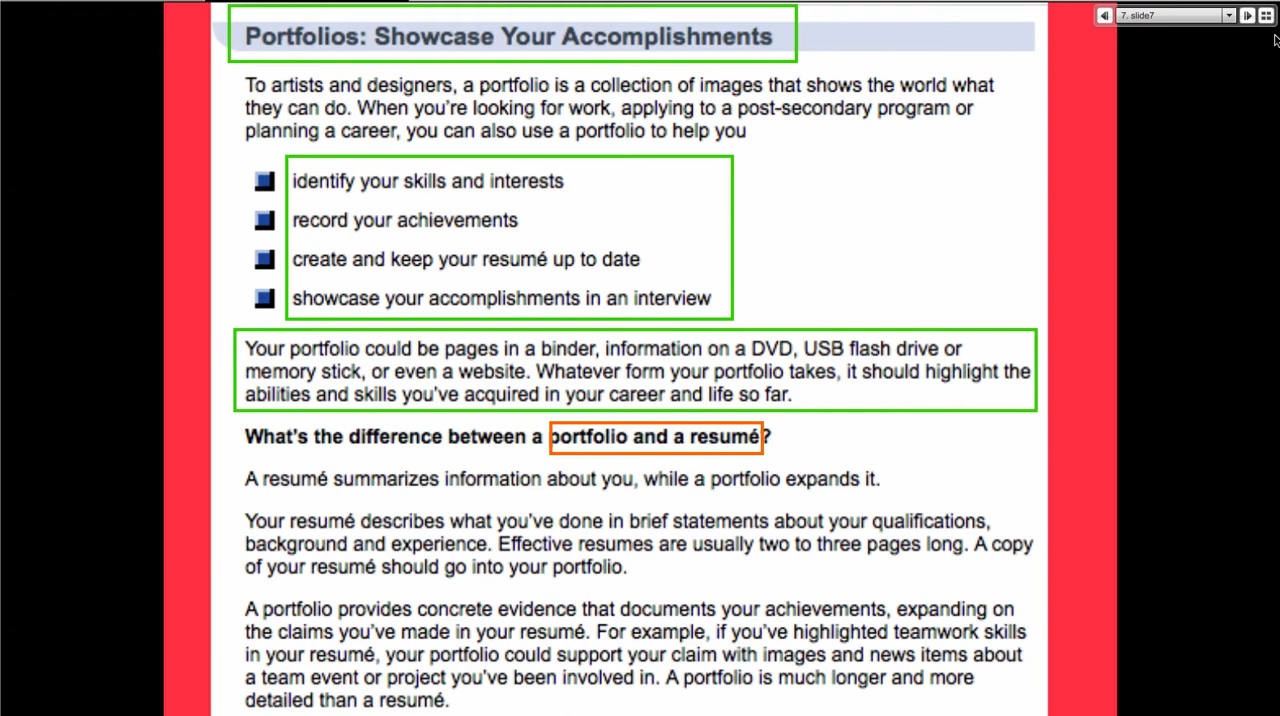 7. slide7
Portfolios: Showcase Your Accomplishments
To artists and designers, a portfolio is a collection of images that shows the world what
they can do. When you're looking for work, applying to a post-secondary program or
planning a career, you can also use a portfolio to help you
identify your skills and interests
record your achievements
create and keep your resumé up to date
showcase your accomplishments in an interview
Your portfolio could be pages in a binder, information on a DVD, USB flash drive or
memory stick, or even a website. Whatever form your portfolio takes, it should highlight the
abilities and skills you've acquired in your career and life so far.
What's the difference between a portfolio and a resumé?
A resumé summarizes information about you, while a portfolio expands it.
Your resumé describes what you've done in brief statements about your qualifications,
background and experience. Effective resumes are usually two to three pages long. A copy
of your resumé should go into your portfolio.
A portfolio provides concrete evidence that documents your achievements, expanding on
the claims you've made in your resumé. For example, if you've highlighted teamwork skills
in your resumé, your portfolio could support your claim with images and news items about
a team event or project you've been involved in. A portfolio is much longer and more
detailed than a resumé.